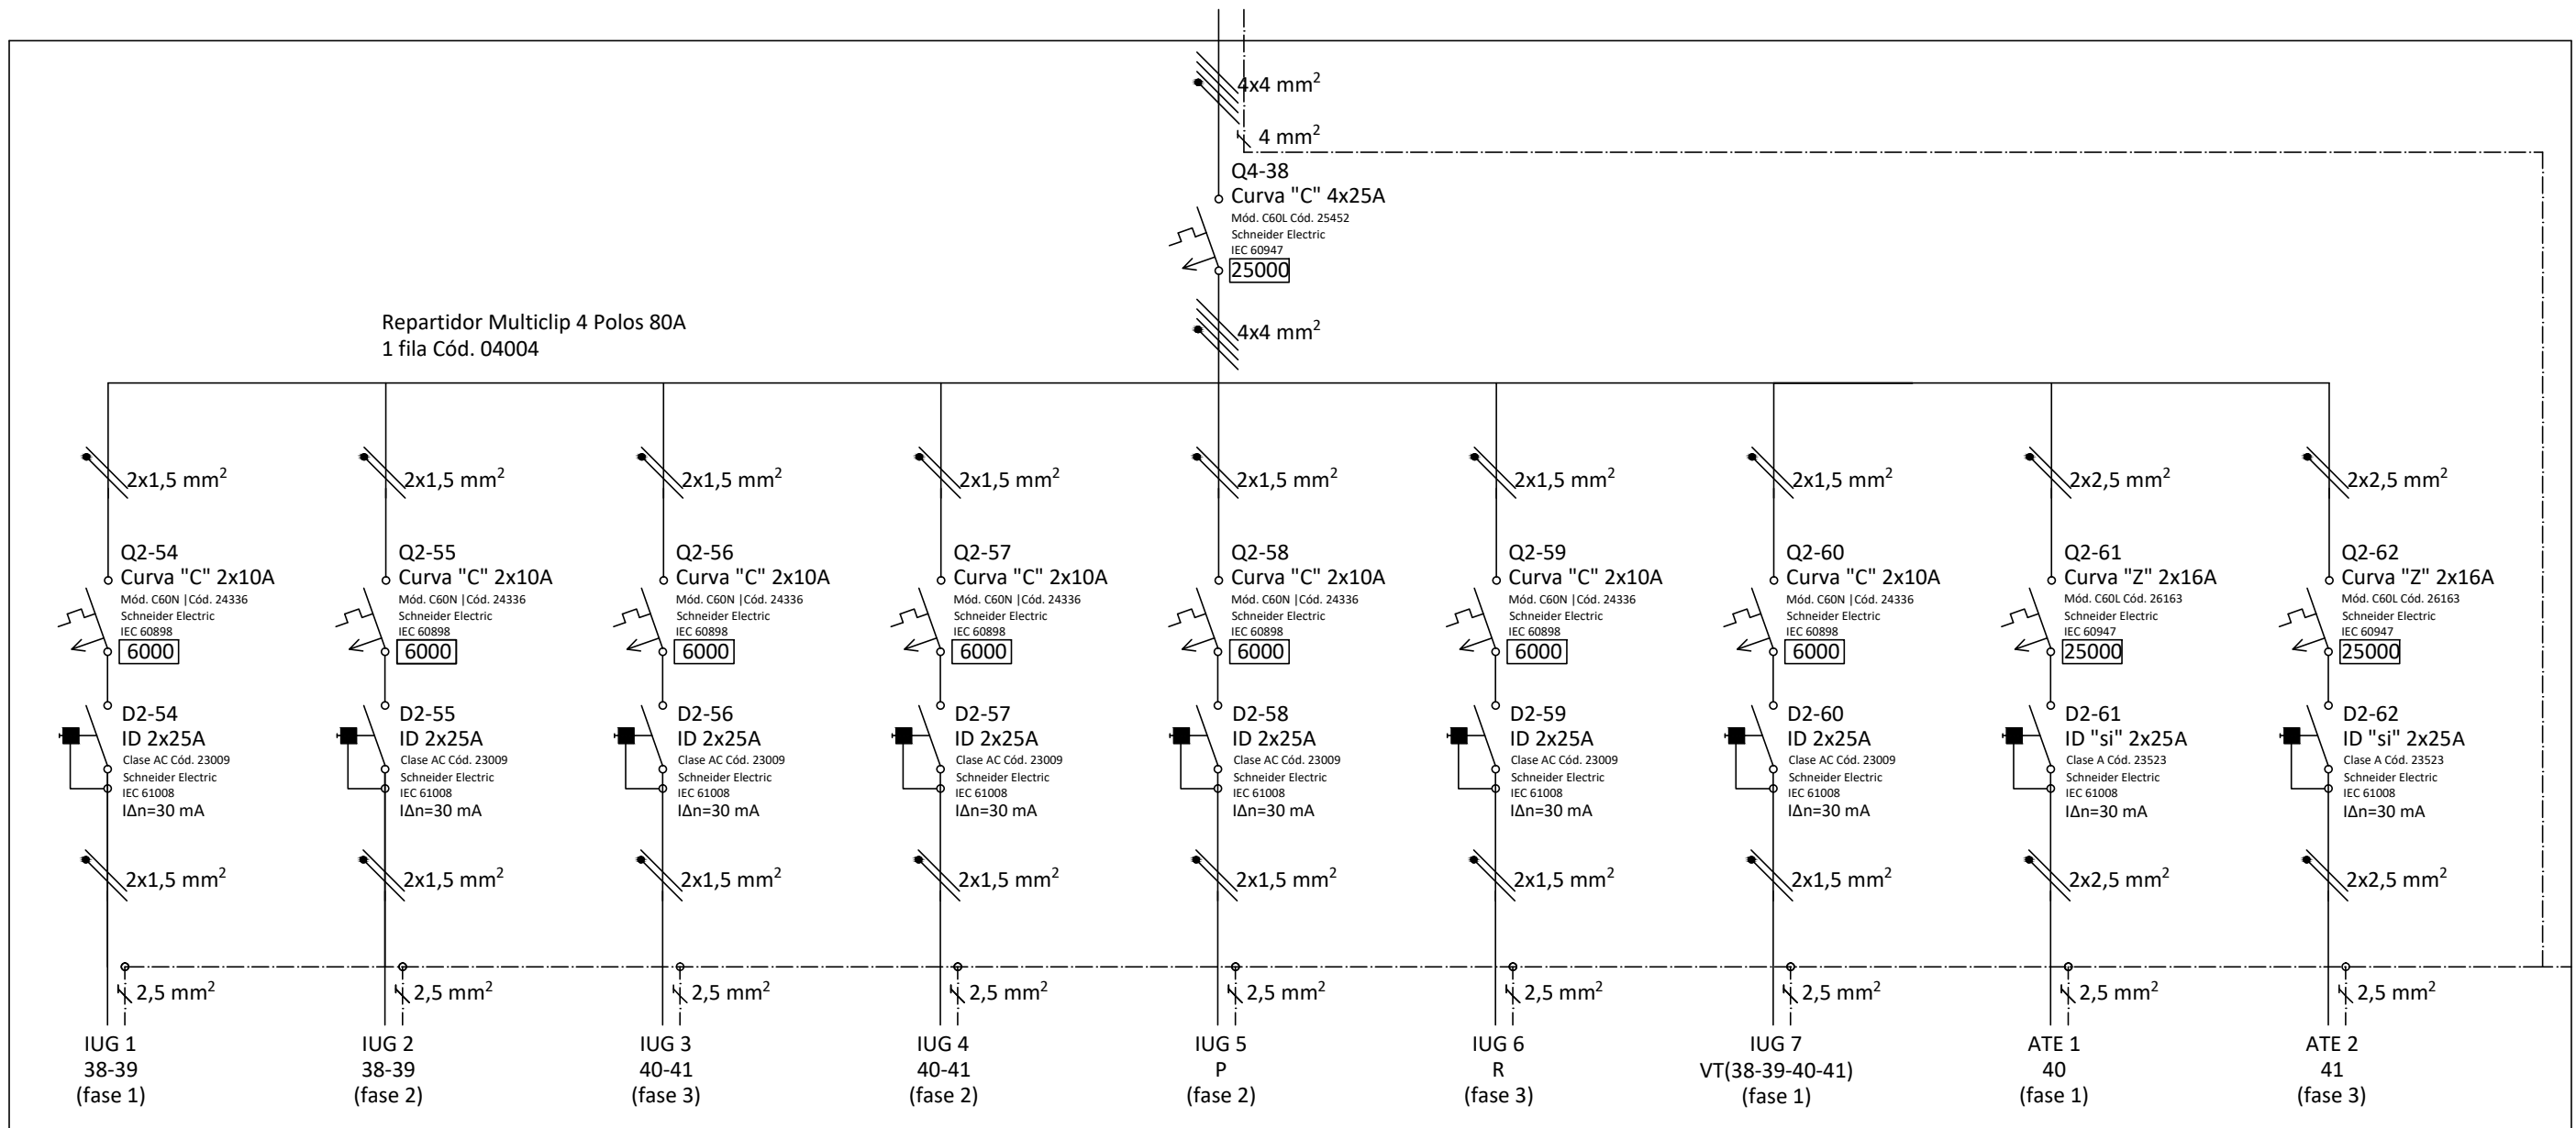 4x4 mm²
4 mm²
Q4-38
Curva "C" 4x25A
Mód. C60L Cód. 25452
Schneider Electric
IEC 60947
25000
Repartidor Multiclip 4 Polos 80A
1 fila Cód. 04004
4x4 mm²
2x1,5 mm²
2x1,5 mm²
2x1,5 mm²
2x1,5 mm²
2x1,5 mm²
2x1,5 mm²
2x1,5 mm²
2x2,5 mm²
2x2,5 mm²
Q2-54
Curva "C" 2x10A
Mód. C60N |Cód. 24336
Schneider Electric
IEC 60898
6000
Q2-55
Curva "C" 2x10A
Mód. C60N |Cód. 24336
Schneider Electric
IEC 60898
6000
Q2-56
Curva "C" 2x10A
Mód. C60N |Cód. 24336
Schneider Electric
IEC 60898
6000
Q2-57
Curva "C" 2x10A
Mód. C60N |Cód. 24336
Schneider Electric
IEC 60898
6000
Q2-58
Curva "C" 2x10A
Mód. C60N |Cód. 24336
Schneider Electric
IEC 60898
6000
Q2-59
Curva "C" 2x10A
Mód. C60N |Cód. 24336
Schneider Electric
IEC 60898
6000
Q2-60
Curva "C" 2x10A
Mód. C60N |Cód. 24336
Schneider Electric
IEC 60898
6000
Q2-61
Curva "Z" 2x16A
Mód. C60L Cód. 26163
Schneider Electric
IEC 60947
25000
Q2-62
Curva "Z" 2x16A
Mód. C60L Cód. 26163
Schneider Electric
IEC 60947
25000
D2-54
ID 2x25A
Clase AC Cód. 23009
Schneider Electric
IEC 61008
IΔn=30 mA
D2-55
ID 2x25A
Clase AC Cód. 23009
Schneider Electric
IEC 61008
IΔn=30 mA
D2-56
ID 2x25A
Clase AC Cód. 23009
Schneider Electric
IEC 61008
IΔn=30 mA
D2-57
ID 2x25A
Clase AC Cód. 23009
Schneider Electric
IEC 61008
IΔn=30 mA
D2-58
ID 2x25A
Clase AC Cód. 23009
Schneider Electric
IEC 61008
IΔn=30 mA
D2-59
ID 2x25A
Clase AC Cód. 23009
Schneider Electric
IEC 61008
IΔn=30 mA
D2-60
ID 2x25A
Clase AC Cód. 23009
Schneider Electric
IEC 61008
IΔn=30 mA
D2-61
ID "si" 2x25A
Clase A Cód. 23523
Schneider Electric
IEC 61008
IΔn=30 mA
D2-62
ID "si" 2x25A
Clase A Cód. 23523
Schneider Electric
IEC 61008
IΔn=30 mA
2x1,5 mm²
2x1,5 mm²
2x1,5 mm²
2x1,5 mm²
2x1,5 mm²
2x1,5 mm²
2x1,5 mm²
2x2,5 mm²
2x2,5 mm²
2,5 mm²
2,5 mm²
2,5 mm²
2,5 mm²
2,5 mm²
2,5 mm²
2,5 mm²
2,5 mm²
2,5 mm²
IUG 1
38-39
(fase 1)
IUG 2
38-39
(fase 2)
IUG 3
40-41
(fase 3)
IUG 4
40-41
(fase 2)
IUG 5
P
(fase 2)
IUG 6
R
(fase 3)
IUG 7
VT(38-39-40-41)
(fase 1)
ATE 1
40
(fase 1)
ATE 2
41
(fase 3)